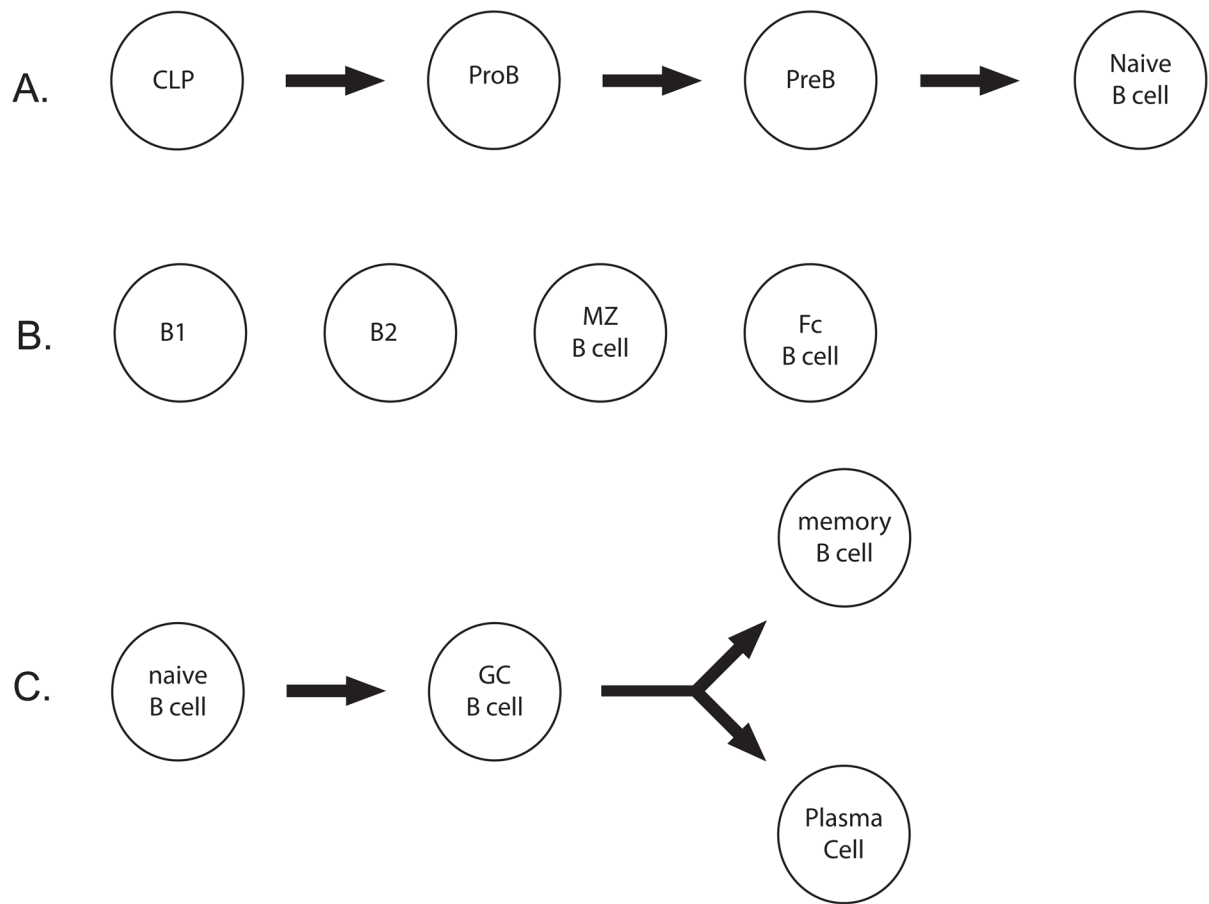 A.
CLP
ProB
PreB
Naive
B cell
B.
B1
B2
MZ
B cell
Fc
B cell
C.
naive
B cell
GC
B cell
memory
B cell
Plasma
Cell